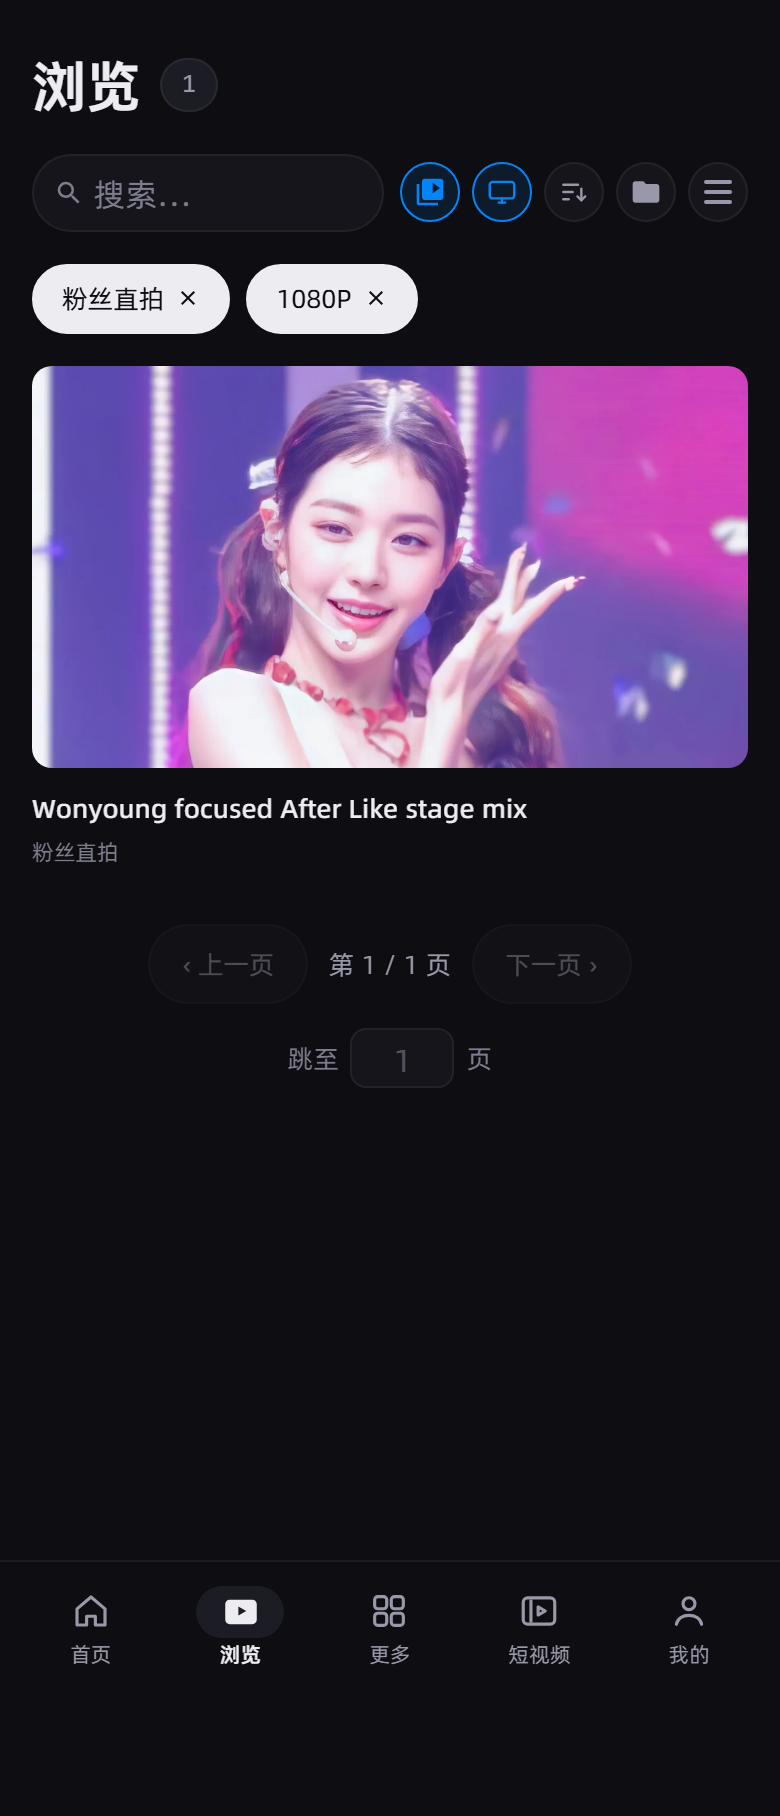 浏览 1
搜索...
粉丝直拍 ✕ 1080P ✕
Wonyoung focused After Like stage mix
粉丝直拍
‹ 上一页 第 1 / 1 页 下一页 ›
跳至 1 页
首页 浏览 更多 短视频 我的